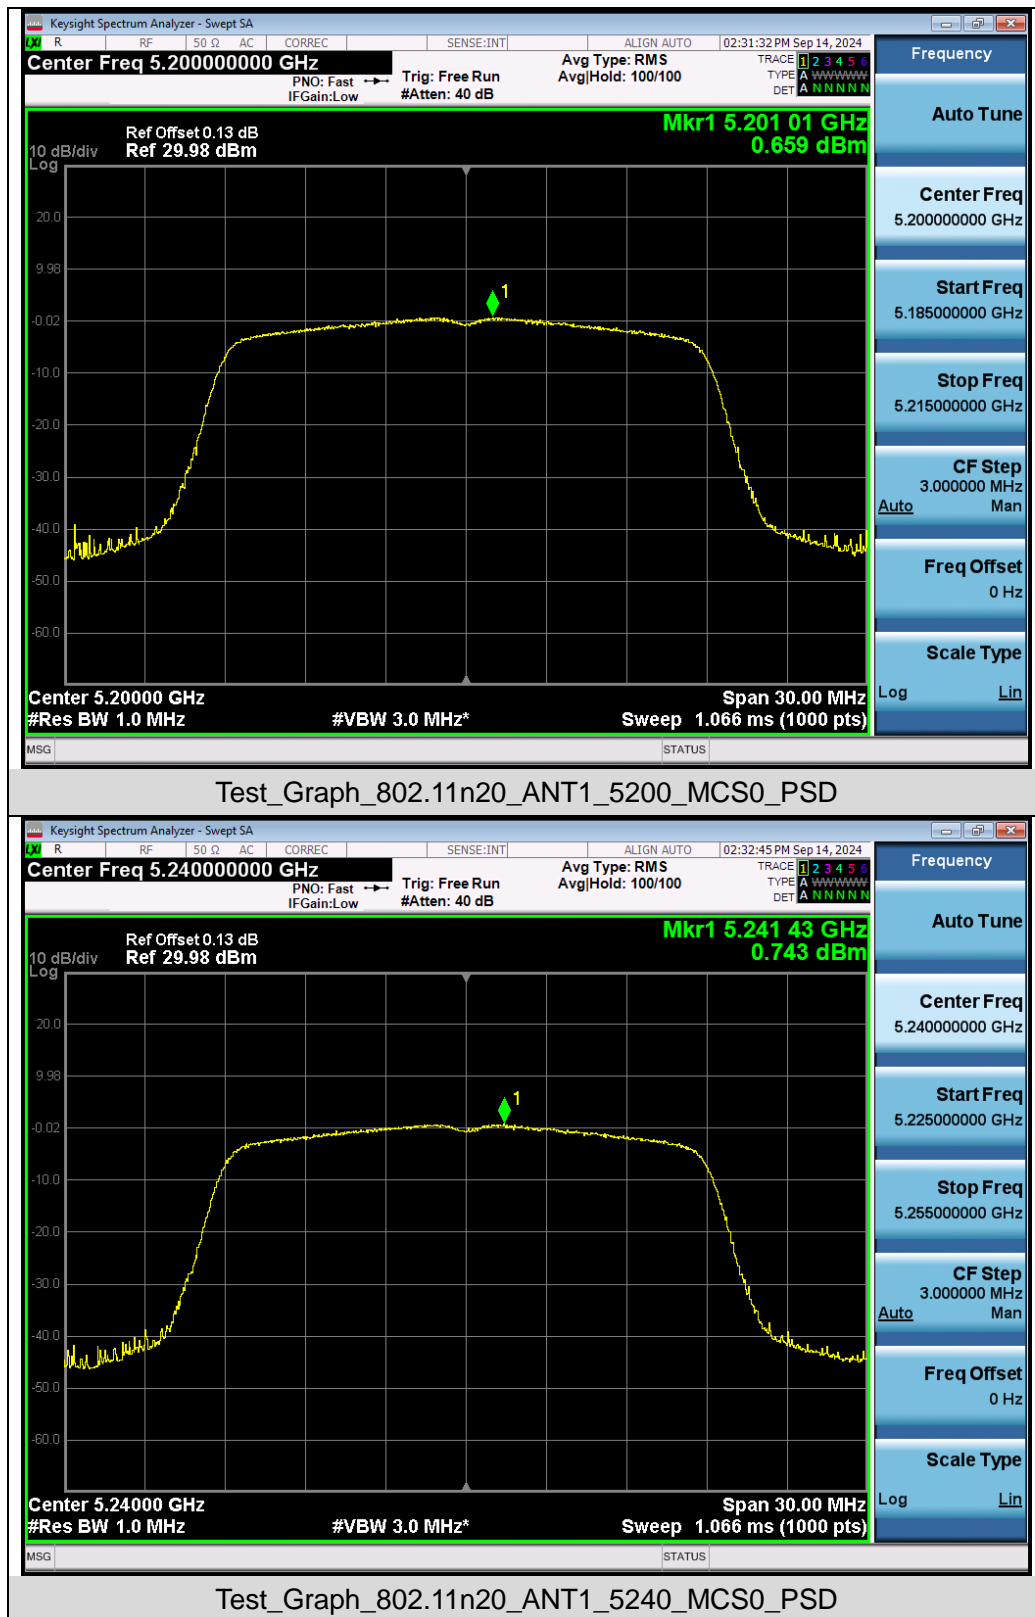 Keysight Spectrum Analyzer - Swept SA
LXI R RF 50 Ω AC CORREC SENSE:INT ALIGN AUTO 02:31:32 PM Sep 14, 2024
Center Freq 5.200000000 GHz
PNO: Fast
IFGain:Low
Trig: Free Run
#Atten: 40 dB
Avg Type: RMS
Avg|Hold: 100/100
TRACE 1 2 3 4 5 6
TYPE A WWWWW
DET A N N N N N
Ref Offset 0.13 dB
10 dB/div Ref 29.98 dBm
Log
Mkr1 5.201 01 GHz
0.659 dBm
20.0
9.98
1
-0.02
-10.0
-20.0
-30.0
-40.0
-50.0
-60.0
Center 5.20000 GHz Span 30.00 MHz
#Res BW 1.0 MHz #VBW 3.0 MHz* Sweep 1.066 ms (1000 pts)
MSG STATUS
Frequency
Auto Tune
Center Freq
5.200000000 GHz
Start Freq
5.185000000 GHz
Stop Freq
5.215000000 GHz
CF Step
3.000000 MHz
Auto Man
Freq Offset
0 Hz
Scale Type
Log Lin
Test_Graph_802.11n20_ANT1_5200_MCS0_PSD
Keysight Spectrum Analyzer - Swept SA
LXI R RF 50 Ω AC CORREC SENSE:INT ALIGN AUTO 02:32:45 PM Sep 14, 2024
Center Freq 5.240000000 GHz
PNO: Fast
IFGain:Low
Trig: Free Run
#Atten: 40 dB
Avg Type: RMS
Avg|Hold: 100/100
TRACE 1 2 3 4 5 6
TYPE A WWWWW
DET A N N N N N
Ref Offset 0.13 dB
10 dB/div Ref 29.98 dBm
Log
Mkr1 5.241 43 GHz
0.743 dBm
20.0
9.98
1
-0.02
-10.0
-20.0
-30.0
-40.0
-50.0
-60.0
Center 5.24000 GHz Span 30.00 MHz
#Res BW 1.0 MHz #VBW 3.0 MHz* Sweep 1.066 ms (1000 pts)
MSG STATUS
Frequency
Auto Tune
Center Freq
5.240000000 GHz
Start Freq
5.225000000 GHz
Stop Freq
5.255000000 GHz
CF Step
3.000000 MHz
Auto Man
Freq Offset
0 Hz
Scale Type
Log Lin
Test_Graph_802.11n20_ANT1_5240_MCS0_PSD